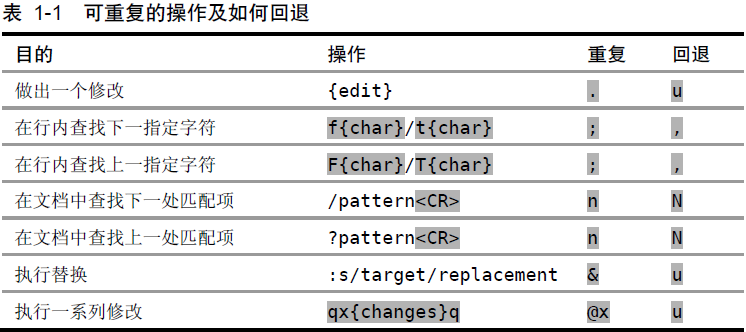 表 1-1 可重复的操作及如何回退
目的 操作 重复 回退
做出一个修改 {edit} . u
在行内查找下一指定字符 f{char}/t{char} ; ,
在行内查找上一指定字符 F{char}/T{char} ; ,
在文档中查找下一处匹配项 /pattern<CR> n N
在文档中查找上一处匹配项 ?pattern<CR> n N
执行替换 :s/target/replacement & u
执行一系列修改 qx{changes}q @x u